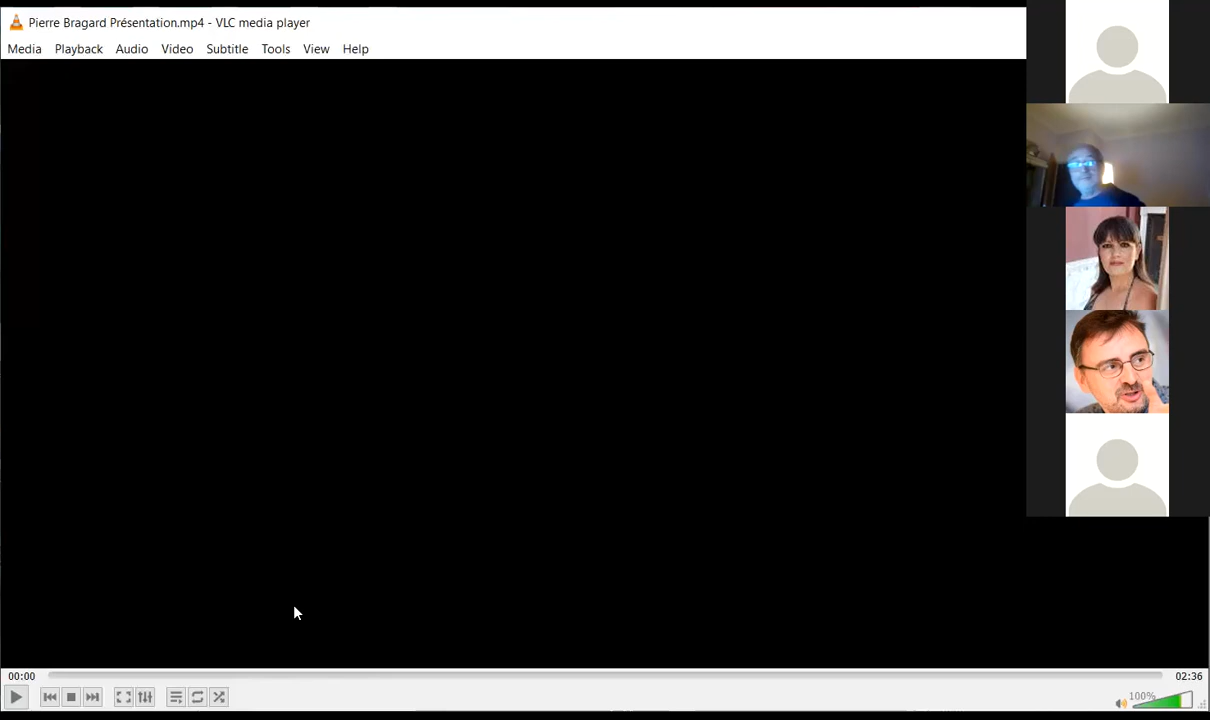 Pierre Bragard Présentation.mp4 - VLC media player
Media Playback Audio Video Subtitle Tools View Help
00:00 02:36
100%